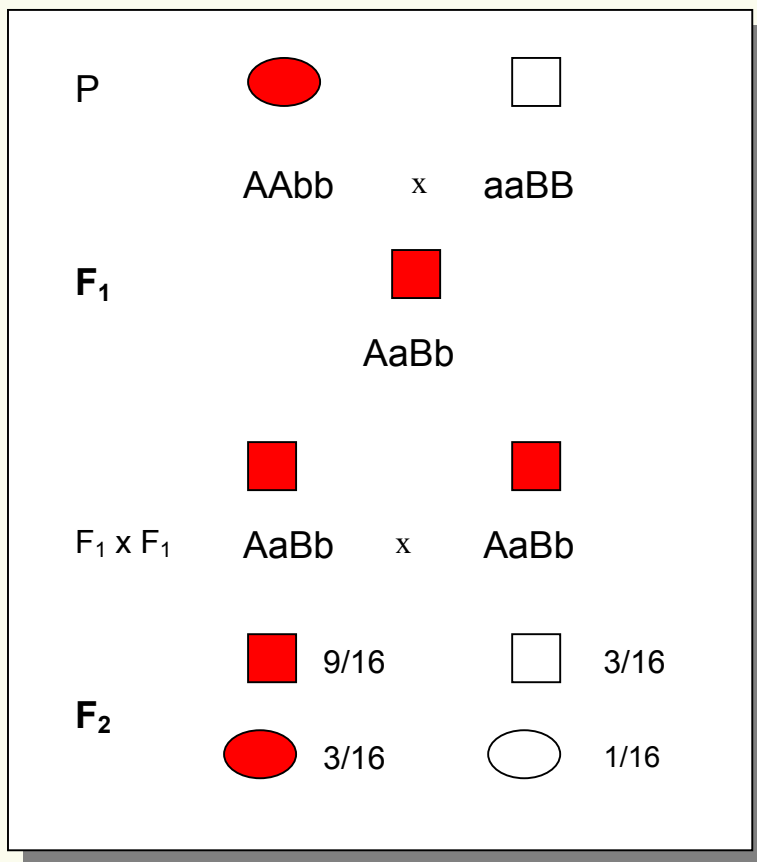 P
AAbb x aaBB
F₁
AaBb
F₁ x F₁ AaBb x AaBb
9/16 3/16
F₂
3/16 1/16